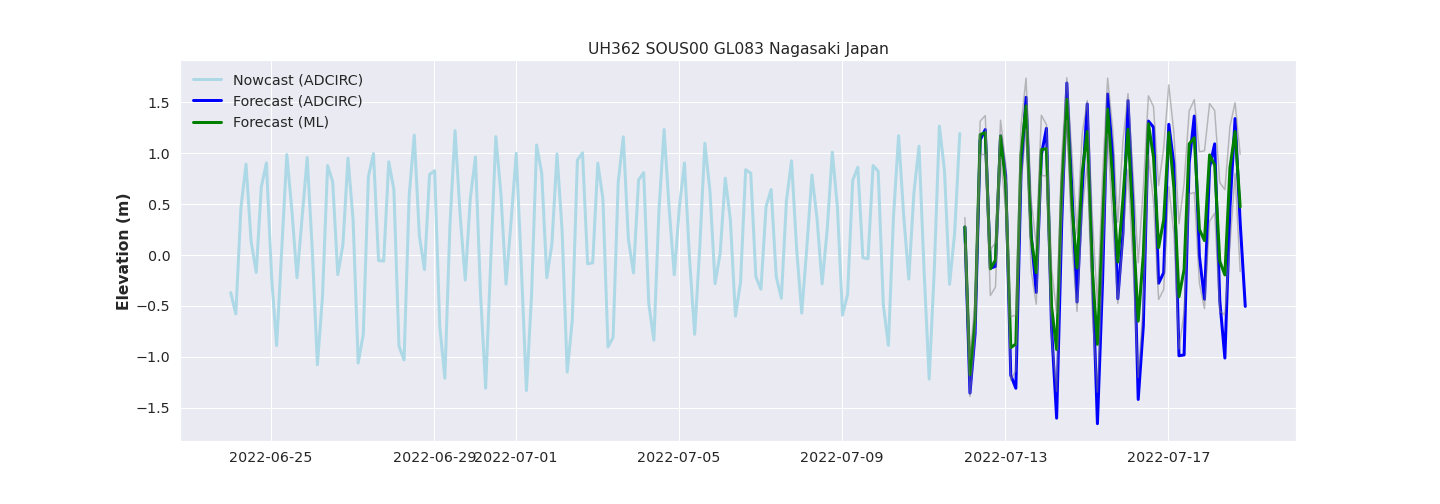 UH362 SOUS00 GL083 Nagasaki Japan
Nowcast (ADCIRC)
Forecast (ADCIRC)
Forecast (ML)
Elevation (m)
1.5
1.0
0.5
0.0
−0.5
−1.0
−1.5
2022-06-25 2022-06-29 2022-07-01 2022-07-05 2022-07-09 2022-07-13 2022-07-17